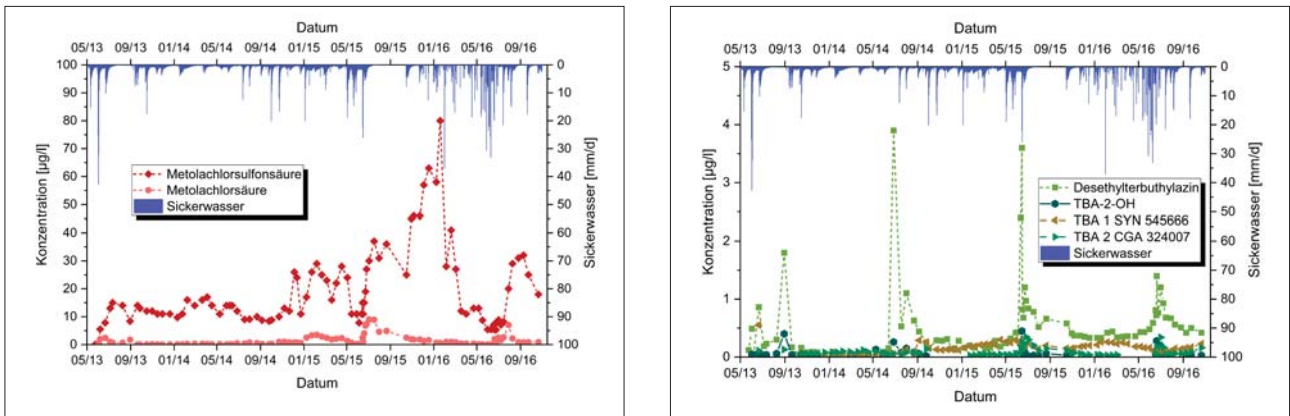 Datum
05/13 09/13 01/14 05/14 09/14 01/15 05/15 09/15 01/16 05/16 09/16
100 0
90 10
80 20
70 30
60 40
50 50
40 60
30 70
20 80
10 90
0 100
Konzentration [µg/l]
Sickerwasser [mm/d]
Metolachlorsulfonsäure
Metolachlorsäure
Sickerwasser
05/13 09/13 01/14 05/14 09/14 01/15 05/15 09/15 01/16 05/16 09/16
Datum
Datum
05/13 09/13 01/14 05/14 09/14 01/15 05/15 09/15 01/16 05/16 09/16
5 0
10
4 20
30
3 40
50
2 60
70
1 80
90
0 100
Konzentration [µg/l]
Sickerwasser [mm/d]
Desethylterbuthylazin
TBA-2-OH
TBA 1 SYN 545666
TBA 2 CGA 324007
Sickerwasser
05/13 09/13 01/14 05/14 09/14 01/15 05/15 09/15 01/16 05/16 09/16
Datum